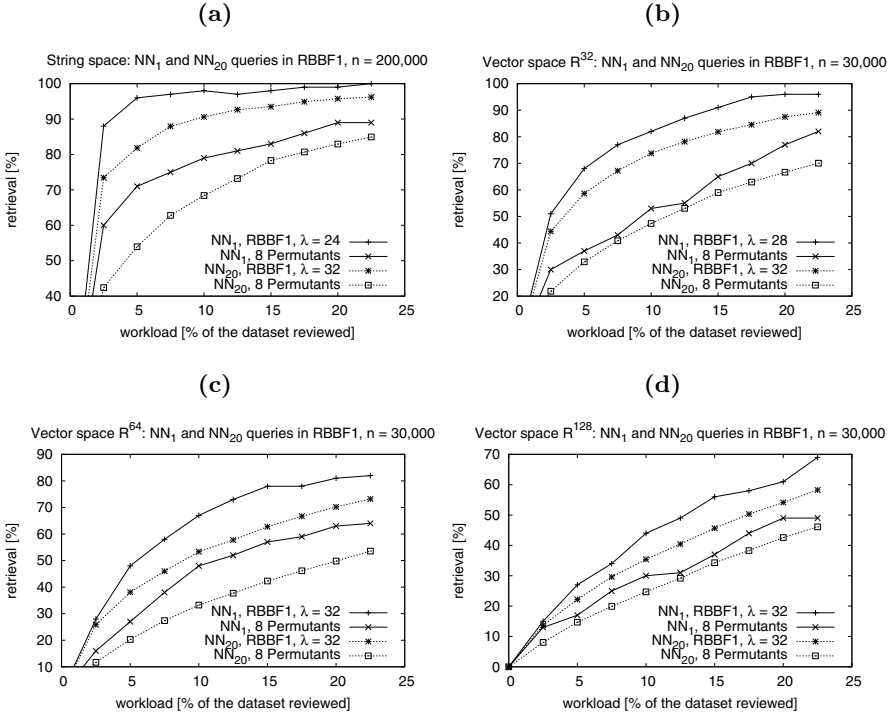 (a)
String space: NN1 and NN20 queries in RBBF1, n = 200,000
100
90
80
70
60
50
40
retrieval [%]
NN1, RBBF1, λ = 24
NN1, 8 Permutants
NN20, RBBF1, λ = 32
NN20, 8 Permutants
0 5 10 15 20 25
workload [% of the dataset reviewed]
(b)
Vector space R32: NN1 and NN20 queries in RBBF1, n = 30,000
100
90
80
70
60
50
40
30
20
retrieval [%]
NN1, RBBF1, λ = 28
NN1, 8 Permutants
NN20, RBBF1, λ = 32
NN20, 8 Permutants
0 5 10 15 20 25
workload [% of the dataset reviewed]
(c)
Vector space R64: NN1 and NN20 queries in RBBF1, n = 30,000
90
80
70
60
50
40
30
20
10
retrieval [%]
NN1, RBBF1, λ = 32
NN1, 8 Permutants
NN20, RBBF1, λ = 32
NN20, 8 Permutants
0 5 10 15 20 25
workload [% of the dataset reviewed]
(d)
Vector space R128: NN1 and NN20 queries in RBBF1, n = 30,000
70
60
50
40
30
20
10
0
retrieval [%]
NN1, RBBF1, λ = 32
NN1, 8 Permutants
NN20, RBBF1, λ = 32
NN20, 8 Permutants
0 5 10 15 20 25
workload [% of the dataset reviewed]